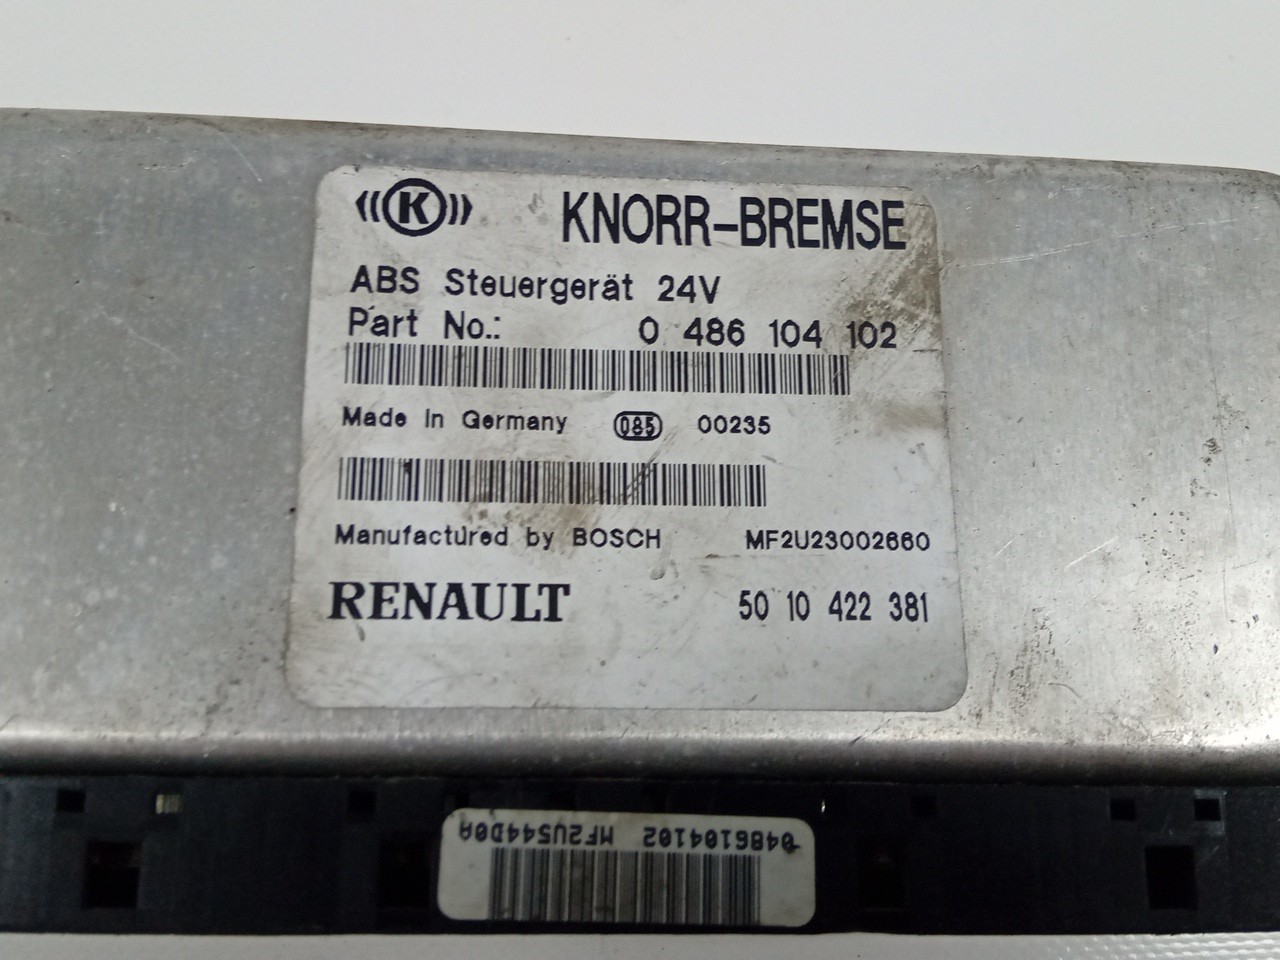 K KNORR-BREMSE
ABS Steuergerät 24V
Part No.: 0 486 104 102
Made In Germany 085 00235
Manufactured by BOSCH MF2U23002660
RENAULT 50 10 422 381
0486104102 MF2U544D0A